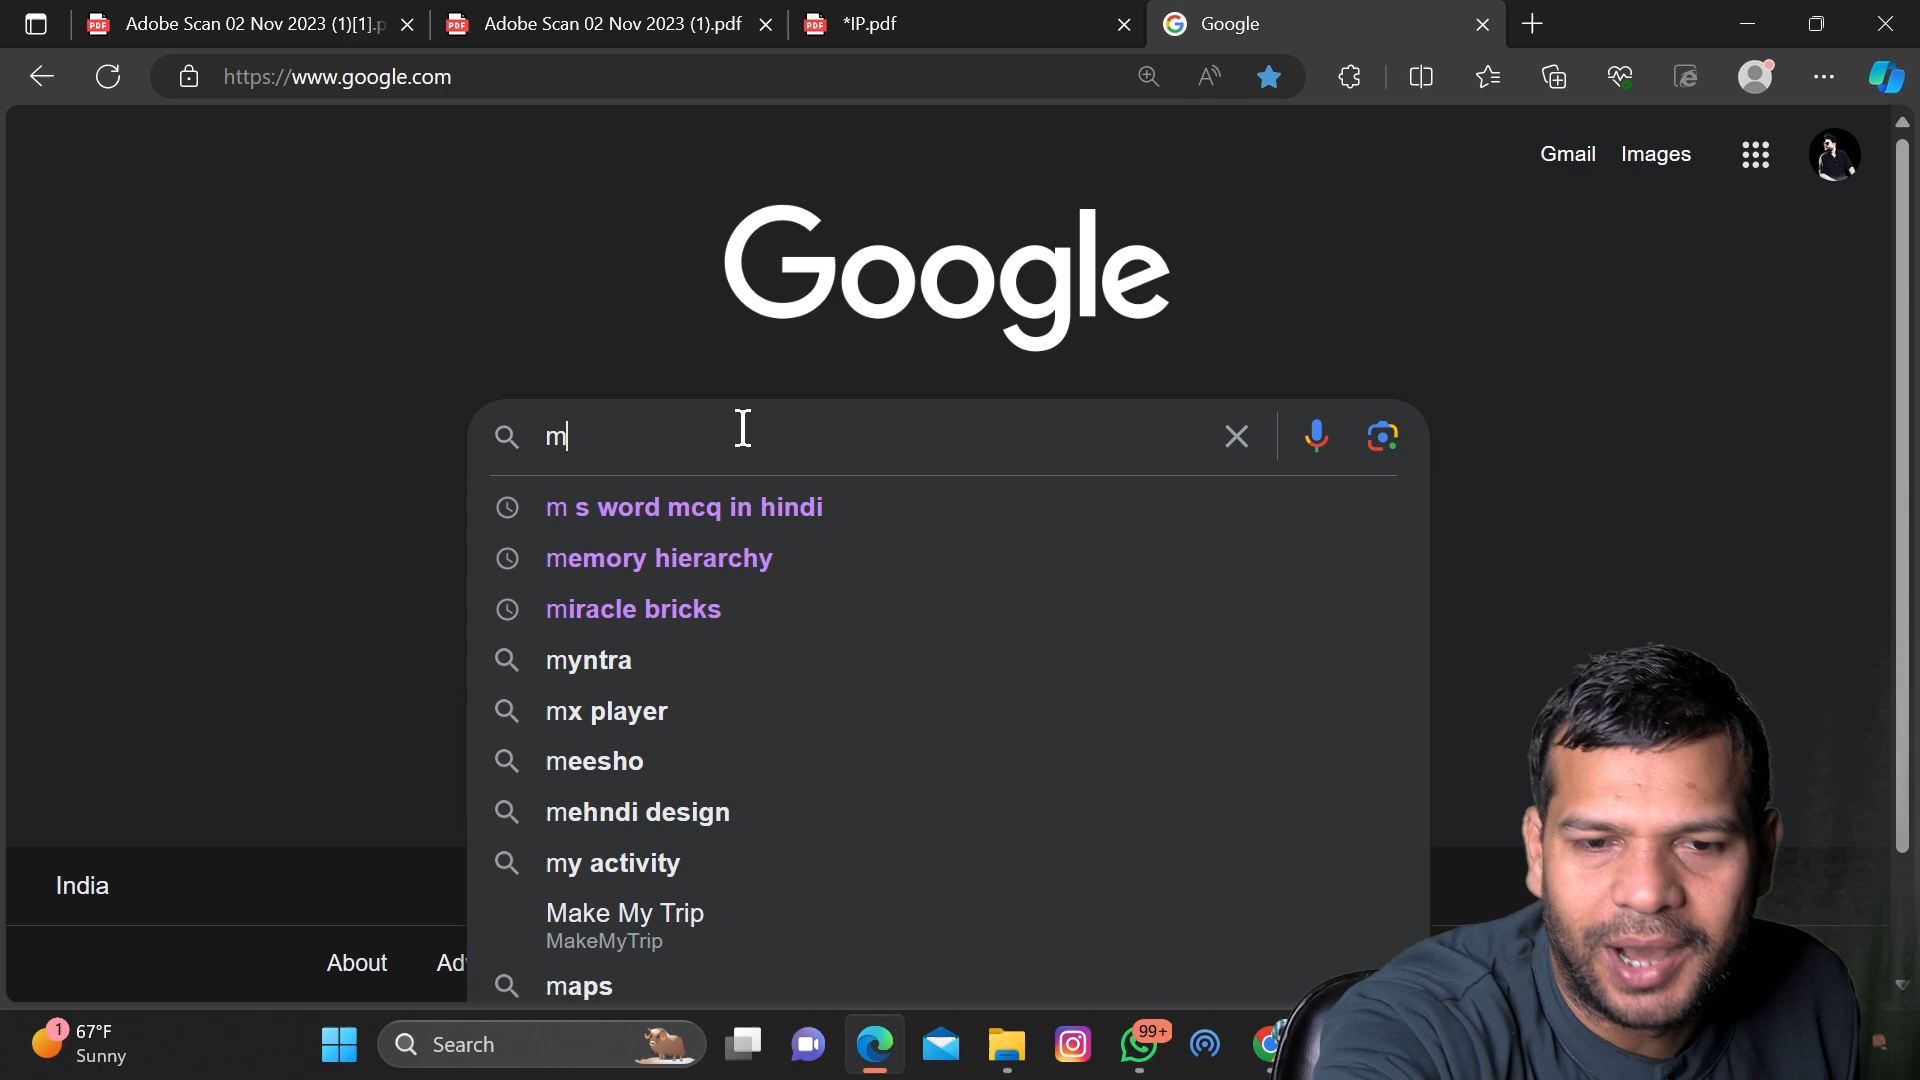 Adobe Scan 02 Nov 2023 (1)[1].p
Adobe Scan 02 Nov 2023 (1).pdf
*IP.pdf
Google
https://www.google.com
Gmail Images
Google
m
m s word mcq in hindi
memory hierarchy
miracle bricks
myntra
mx player
meesho
mehndi design
my activity
Make My Trip
MakeMyTrip
maps
India
About
Ad
1
67°F
Sunny
Search
99+